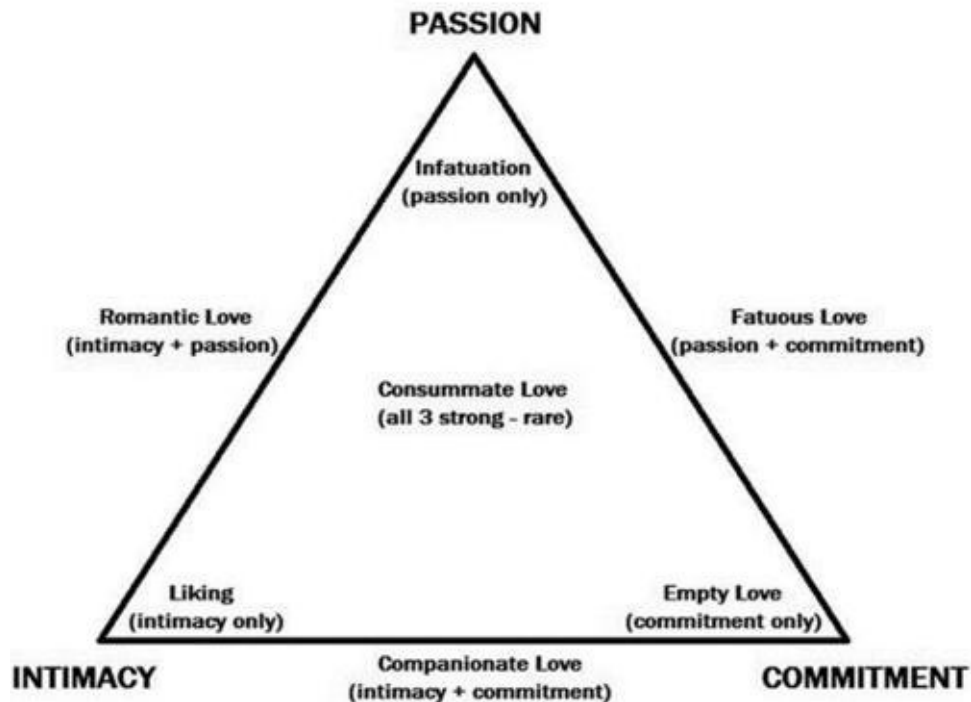 PASSION
Infatuation
(passion only)
Romantic Love
(intimacy + passion)
Fatuous Love
(passion + commitment)
Consummate Love
(all 3 strong - rare)
Liking
(intimacy only)
Empty Love
(commitment only)
INTIMACY
Companionate Love
(intimacy + commitment)
COMMITMENT